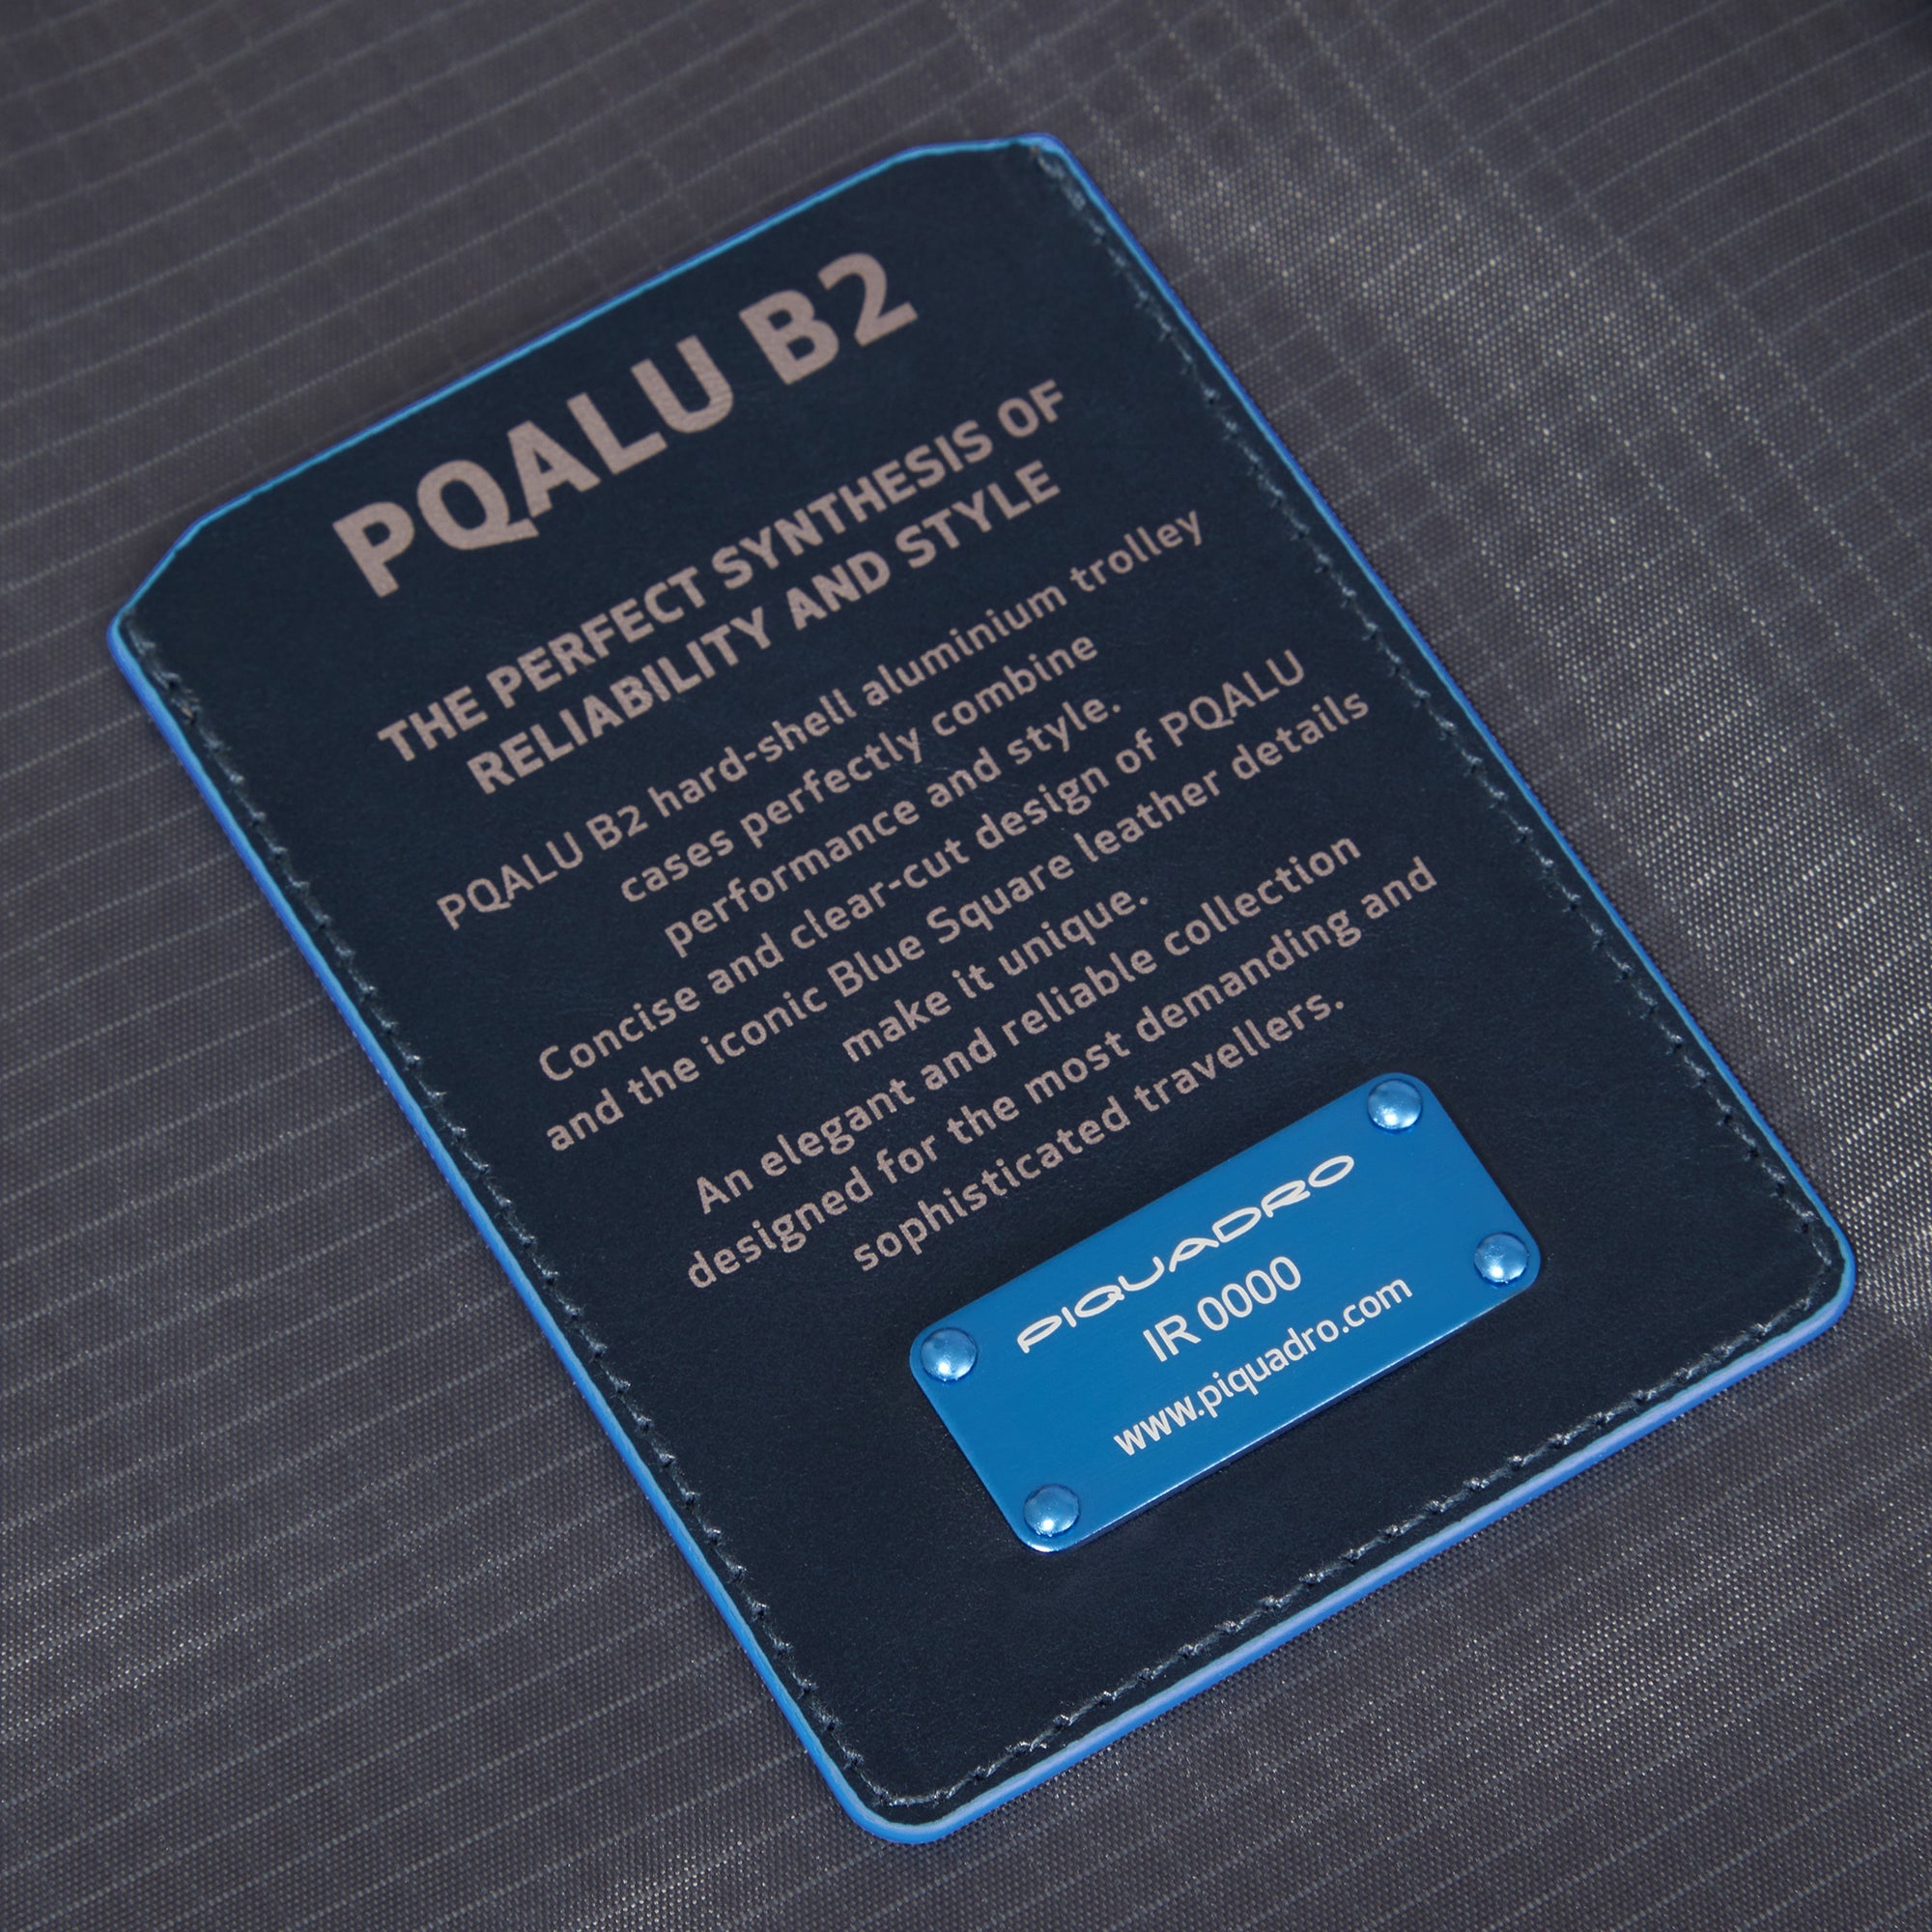 PQALU B2
THE PERFECT SYNTHESIS OF
RELIABILITY AND STYLE
PQALU B2 hard-shell aluminium trolley
cases perfectly combine
performance and style.
Concise and clear-cut design of PQALU
and the iconic Blue Square leather details
make it unique.
An elegant and reliable collection
designed for the most demanding and
sophisticated travellers.
PIQUADRO
IR 0000
www.piquadro.com